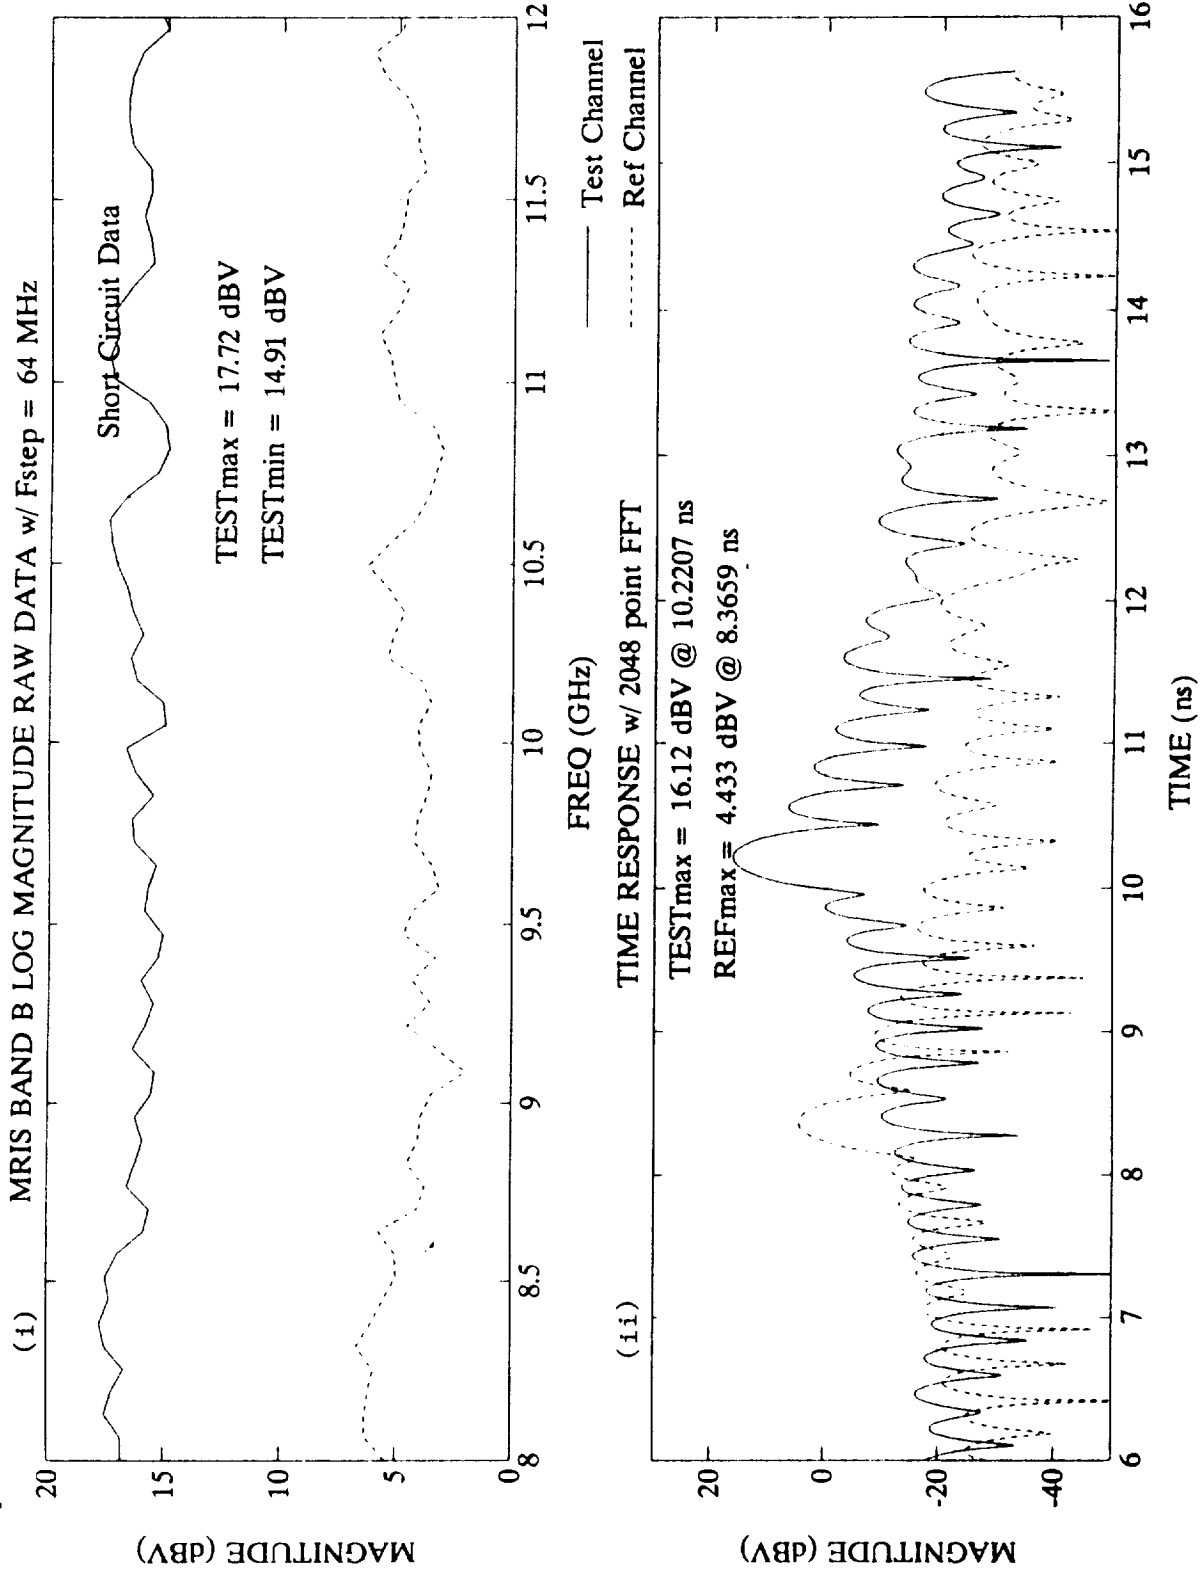 (i) MRIS BAND B LOG MAGNITUDE RAW DATA w/ Fstep = 64 MHz
MAGNITUDE (dBV)
20
15
10
5
0
Short Circuit Data
TESTmax = 17.72 dBV
TESTmin = 14.91 dBV
8 8.5 9 9.5 10 10.5 11 11.5 12
FREQ (GHz)
Test Channel
Ref Channel
(ii) TIME RESPONSE w/ 2048 point FFT
MAGNITUDE (dBV)
20
0
-20
-40
TESTmax = 16.12 dBV @ 10.2207 ns
REFmax = 4.433 dBV @ 8.3659 ns
6 7 8 9 10 11 12 13 14 15 16
TIME (ns)